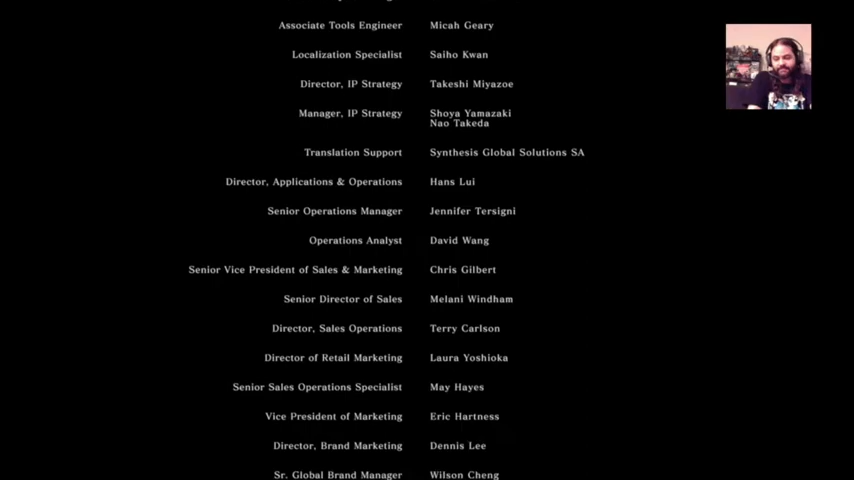 Associate Tools Engineer Micah Geary
Localization Specialist Saiho Kwan
Director, IP Strategy Takeshi Miyazoe
Manager, IP Strategy Shoya Yamazaki
Nao Takeda
Translation Support Synthesis Global Solutions SA
Director, Applications & Operations Hans Lui
Senior Operations Manager Jennifer Tersigni
Operations Analyst David Wang
Senior Vice President of Sales & Marketing Chris Gilbert
Senior Director of Sales Melani Windham
Director, Sales Operations Terry Carlson
Director of Retail Marketing Laura Yoshioka
Senior Sales Operations Specialist May Hayes
Vice President of Marketing Eric Hartness
Director, Brand Marketing Dennis Lee
Sr. Global Brand Manager Wilson Cheng